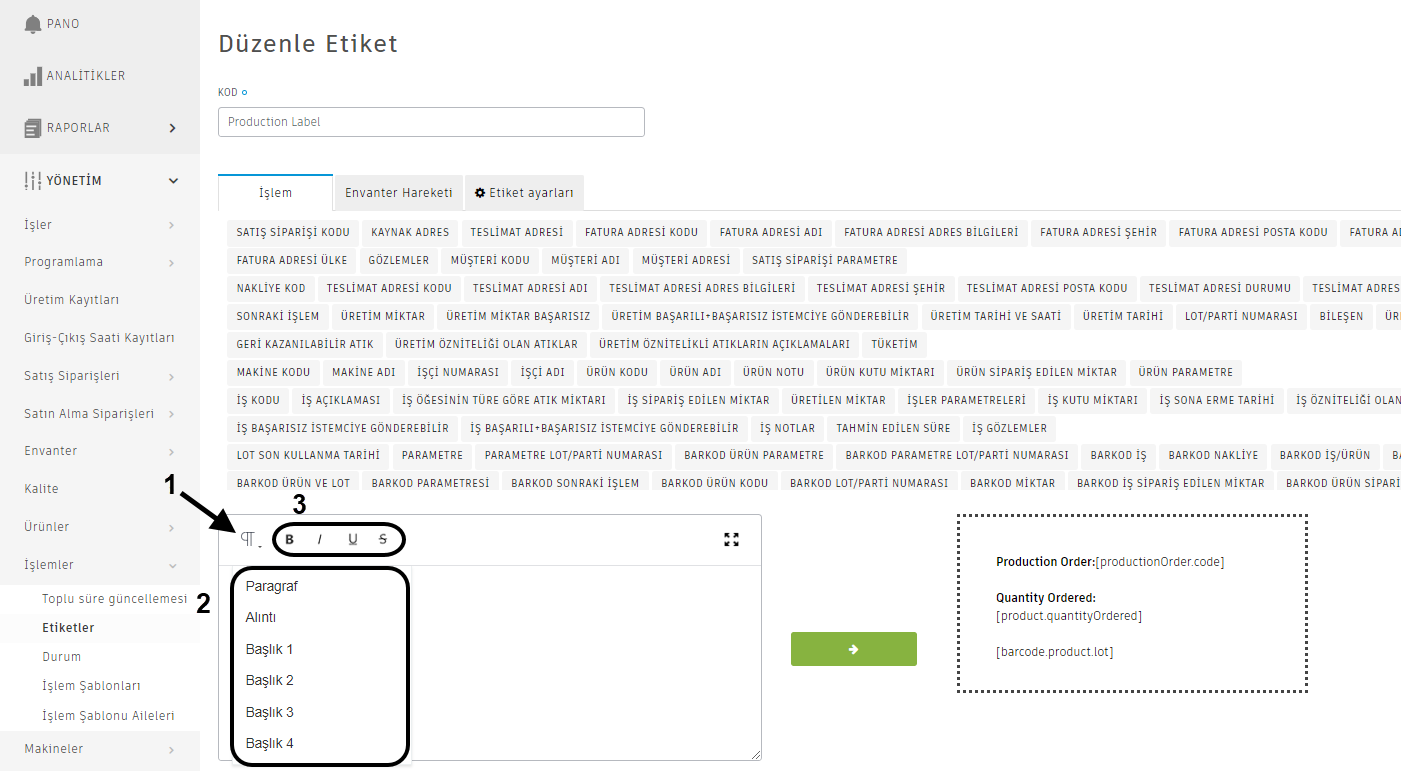 PANO
ANALİTİKLER
RAPORLAR
YÖNETİM
İşler
Programlama
Üretim Kayıtları
Giriş-Çıkış Saati Kayıtları
Satış Siparişleri
Satın Alma Siparişleri
Envanter
Kalite
Ürünler
İşlemler
Toplu süre güncellemesi
Etiketler
Durum
İşlem Şablonları
İşlem Şablonu Aileleri
Makineler
Düzenle Etiket
KOD
Production Label
İşlem Envanter Hareketi Etiket ayarları
SATIŞ SİPARİŞİ KODU KAYNAK ADRES TESLİMAT ADRESİ FATURA ADRESİ KODU FATURA ADRESİ ADI FATURA ADRESİ ADRES BİLGİLERİ FATURA ADRESİ ŞEHİR FATURA ADRESİ POSTA KODU FATURA
FATURA ADRESİ ÜLKE GÖZLEMLER MÜŞTERİ KODU MÜŞTERİ ADI MÜŞTERİ ADRESİ SATIŞ SİPARİŞİ PARAMETRE
NAKLİYE KOD TESLİMAT ADRESİ KODU TESLİMAT ADRESİ ADI TESLİMAT ADRESİ ADRES BİLGİLERİ TESLİMAT ADRESİ ŞEHİR TESLİMAT ADRESİ POSTA KODU TESLİMAT ADRESİ DURUMU TESLİMAT ADRES
SONRAKİ İŞLEM ÜRETİM MİKTAR ÜRETİM MİKTAR BAŞARISIZ ÜRETİM BAŞARILI+BAŞARISIZ İSTEMCİYE GÖNDEREBİLİR ÜRETİM TARİHİ VE SAATİ ÜRETİM TARİHİ LOT/PARTİ NUMARASI BİLEŞEN
GERİ KAZANILABİLİR ATIK ÜRETİM ÖZNİTELİĞİ OLAN ATIKLAR ÜRETİM ÖZNİTELİKLİ ATIKLARIN AÇIKLAMALARI TÜKETİM
MAKİNE KODU MAKİNE ADI İŞÇİ NUMARASI İŞÇİ ADI ÜRÜN KODU ÜRÜN ADI ÜRÜN NOTU ÜRÜN KUTU MİKTARI ÜRÜN SİPARİŞ EDİLEN MİKTAR ÜRÜN PARAMETRE
İŞ KODU İŞ AÇIKLAMASI İŞ ÖĞESİNİN TÜRE GÖRE ATIK MİKTARI İŞ SİPARİŞ EDİLEN MİKTAR ÜRETİLEN MİKTAR İŞLER PARAMETRELERİ İŞ KUTU MİKTARI İŞ SONA ERME TARİHİ İŞ ÖZNİTELİĞİ OLAN
İŞ BAŞARISIZ İSTEMCİYE GÖNDEREBİLİR İŞ BAŞARILI+BAŞARISIZ İSTEMCİYE GÖNDEREBİLİR İŞ NOTLAR TAHMİN EDİLEN SÜRE İŞ GÖZLEMLER
LOT SON KULLANMA TARİHİ PARAMETRE PARAMETRE LOT/PARTİ NUMARASI BARKOD ÜRÜN PARAMETRE BARKOD PARAMETRE LOT/PARTİ NUMARASI BARKOD İŞ BARKOD NAKLİYE BARKOD İŞ/ÜRÜN
BARKOD ÜRÜN VE LOT BARKOD PARAMETRESİ BARKOD SONRAKİ İŞLEM BARKOD ÜRÜN KODU BARKOD LOT/PARTİ NUMARASI BARKOD MİKTAR BARKOD İŞ SİPARİŞ EDİLEN MİKTAR BARKOD ÜRÜN SİPARİ
1
3
B I U S
2
Paragraf
Alıntı
Başlık 1
Başlık 2
Başlık 3
Başlık 4
Production Order:[productionOrder.code]
Quantity Ordered:
[product.quantityOrdered]
[barcode.product.lot]